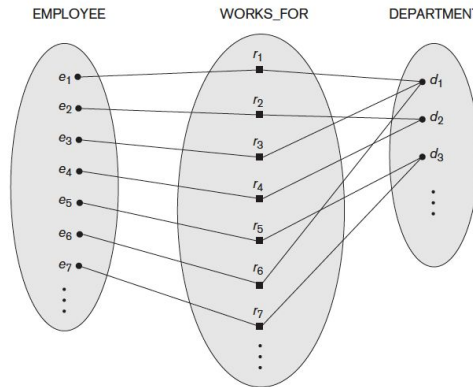 EMPLOYEE WORKS_FOR DEPARTMENT
e1
e2
e3
e4
e5
e6
e7
r1
r2
r3
r4
r5
r6
r7
d1
d2
d3